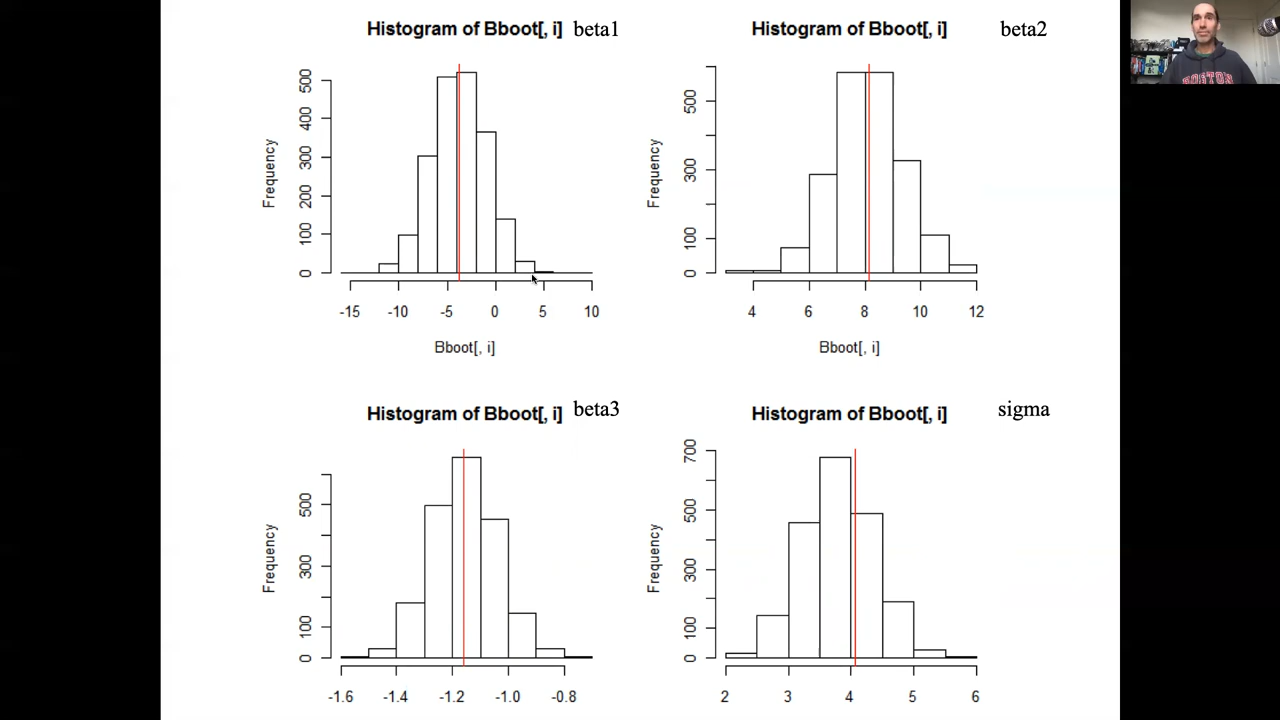 Histogram of Bboot[, i] beta1
Frequency
500
400
300
200
100
0
-15 -10 -5 0 5 10
Bboot[, i]
Histogram of Bboot[, i] beta2
Frequency
500
300
100
0
4 6 8 10 12
Bboot[, i]
Histogram of Bboot[, i] beta3
Frequency
500
300
100
0
-1.6 -1.4 -1.2 -1.0 -0.8
Histogram of Bboot[, i] sigma
Frequency
700
500
300
100
0
2 3 4 5 6
BOSTON